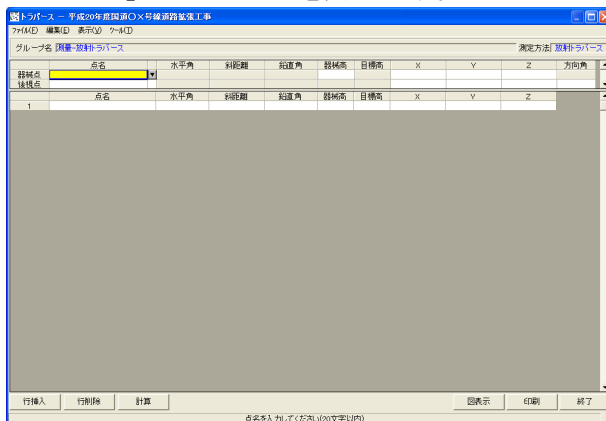 トラバース － 平成20年度国道〇×号線道路拡張工事
ﾌｧｲﾙ(F) 編集(E) 表示(V) ﾂｰﾙ(T)
グループ名 測量-放射トラバース 測定方法 放射トラバース
点名 水平角 斜距離 鉛直角 器械高 目標高 X Y Z 方向角
器械点
後視点
点名 水平角 斜距離 鉛直角 器械高 目標高 X Y Z
1
行挿入 行削除 計算 図表示 印刷 終了
点名を入力してください(20文字以内)